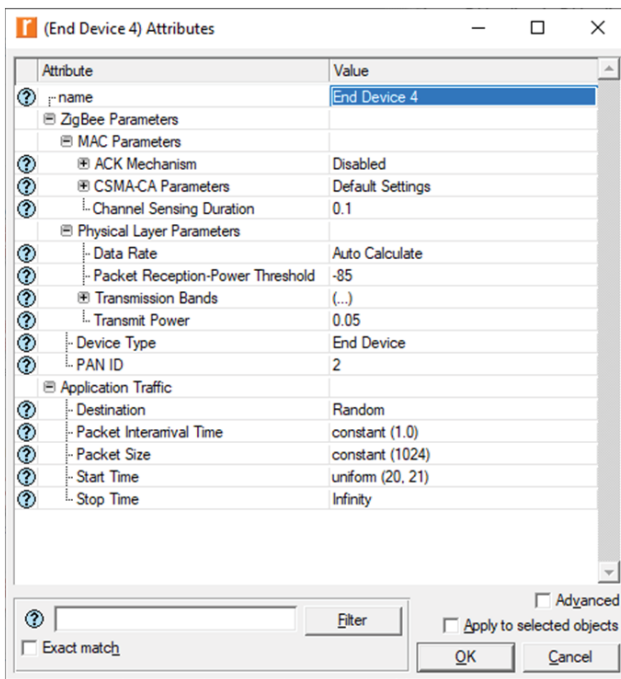 (End Device 4) Attributes
Attribute Value
name End Device 4
ZigBee Parameters
MAC Parameters
ACK Mechanism Disabled
CSMA-CA Parameters Default Settings
Channel Sensing Duration 0.1
Physical Layer Parameters
Data Rate Auto Calculate
Packet Reception-Power Threshold -85
Transmission Bands (...)
Transmit Power 0.05
Device Type End Device
PAN ID 2
Application Traffic
Destination Random
Packet Interarrival Time constant (1.0)
Packet Size constant (1024)
Start Time uniform (20, 21)
Stop Time Infinity
Advanced
Filter
Apply to selected objects
Exact match
OK Cancel